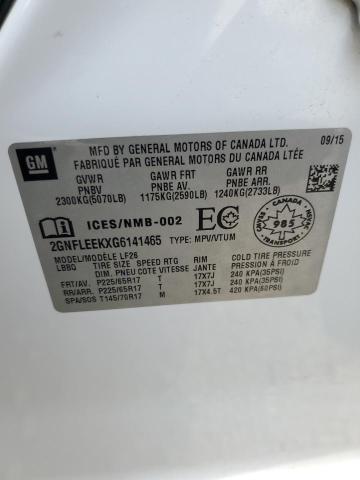 GM
MFD BY GENERAL MOTORS OF CANADA LTD. 09/15
FABRIQUÉ PAR GENERAL MOTORS DU CANADA LTÉE
GVWR GAWR FRT GAWR RR
PNBV PNBE AV. PNBE ARR.
2300KG(5070LB) 1175KG(2590LB) 1240KG(2733LB)
ICES/NMB-002 EC
CANADA 985
2GNFLEEKXG6141465 TYPE: MPV/VTUM
MODEL/MODÈLE LF26
LBBQ TIRE SIZE SPEED RTG RIM COLD TIRE PRESSURE
DIM. PNEU COTE VITESSE JANTE PRESSION À FROID
FRT/AV. P225/65R17 T 17X7J 240 KPA(35PSI)
RR/ARR. P225/65R17 T 17X7J 240 KPA(35PSI)
SPA/SOS T145/70R17 M 17X4.5T 420 KPA(60PSI)